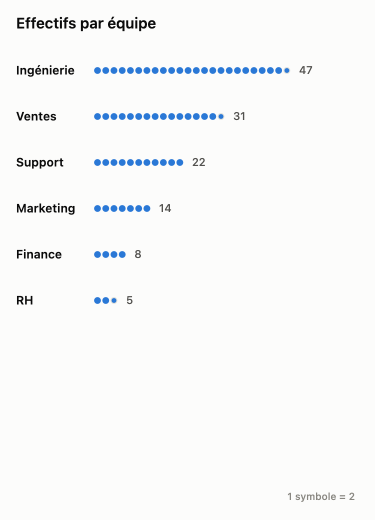 Effectifs par équipe
Ingénierie 47
Ventes 31
Support 22
Marketing 14
Finance 8
RH 5
1 symbole = 2